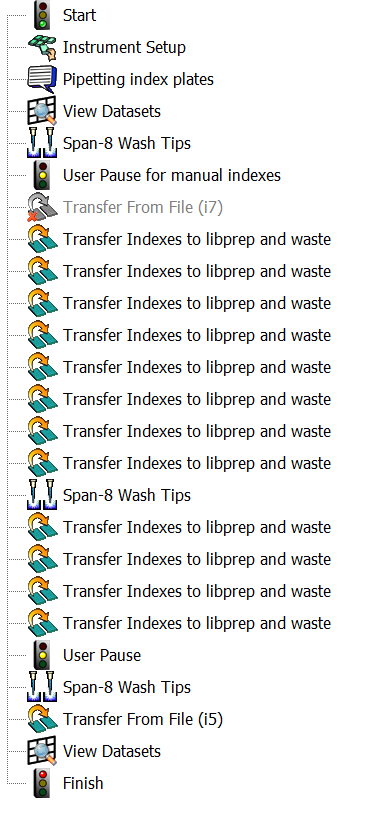 Start
Instrument Setup
Pipetting index plates
View Datasets
Span-8 Wash Tips
User Pause for manual indexes
Transfer From File (i7)
Transfer Indexes to libprep and waste
Transfer Indexes to libprep and waste
Transfer Indexes to libprep and waste
Transfer Indexes to libprep and waste
Transfer Indexes to libprep and waste
Transfer Indexes to libprep and waste
Transfer Indexes to libprep and waste
Transfer Indexes to libprep and waste
Span-8 Wash Tips
Transfer Indexes to libprep and waste
Transfer Indexes to libprep and waste
Transfer Indexes to libprep and waste
Transfer Indexes to libprep and waste
User Pause
Span-8 Wash Tips
Transfer From File (i5)
View Datasets
Finish